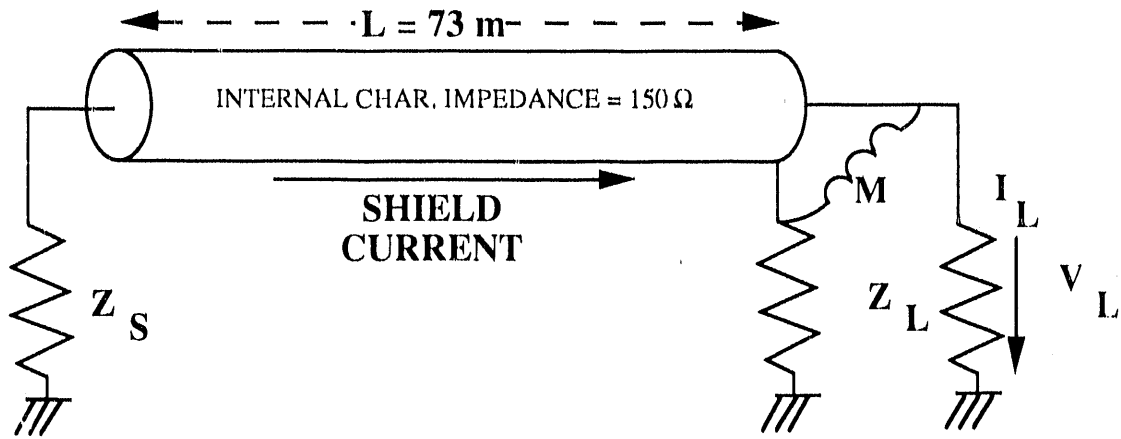 L = 73 m
INTERNAL CHAR. IMPEDANCE = 150 Ω
SHIELD
CURRENT
M
I L
Z S
Z L
V L